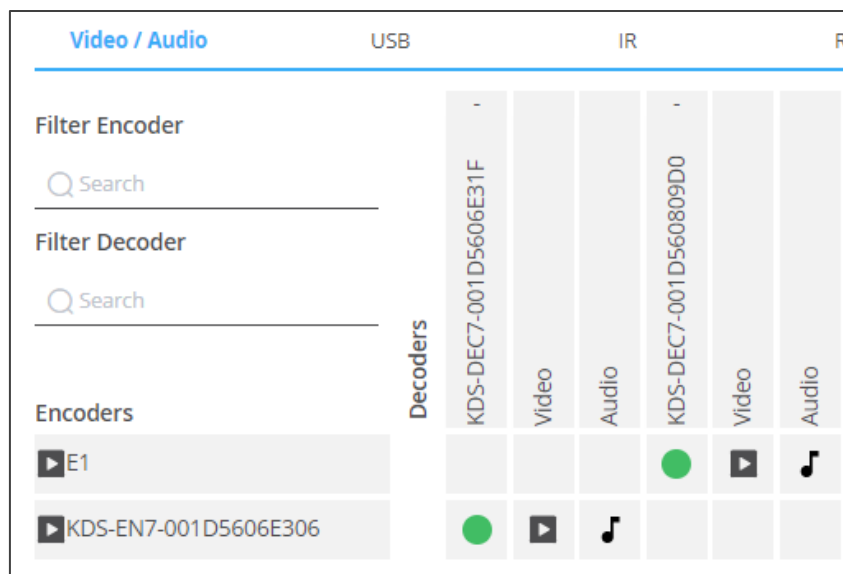 Video / Audio
USB
IR
Filter Encoder
Search
Filter Decoder
Search
Encoders
Decoders
KDS-DEC7-001D5606E31F -
Video
Audio
KDS-DEC7-001D560809D0 -
Video
Audio
E1
KDS-EN7-001D5606E306